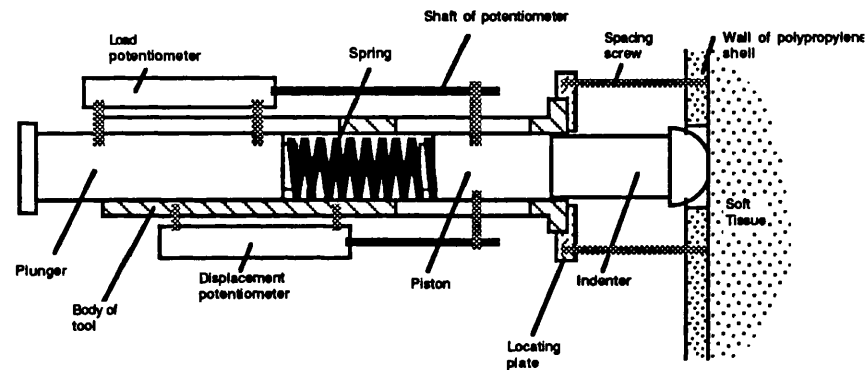 Shaft of potentiometer
Load
potentiometer
Spring
Spacing
screw
Wall of polypropylene
shell
Soft
Tissue
Plunger
Displacement
potentiometer
Piston
Indenter
Body of
tool
Locating
plate